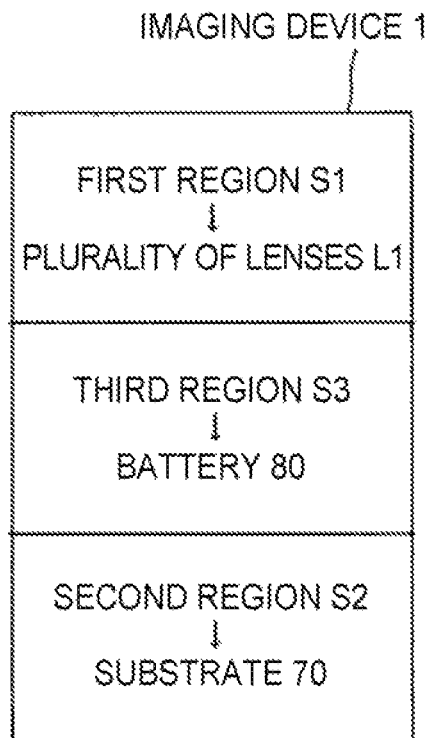 IMAGING DEVICE 1
FIRST REGION S1
↓
PLURALITY OF LENSES L1
THIRD REGION S3
↓
BATTERY 80
SECOND REGION S2
↓
SUBSTRATE 70